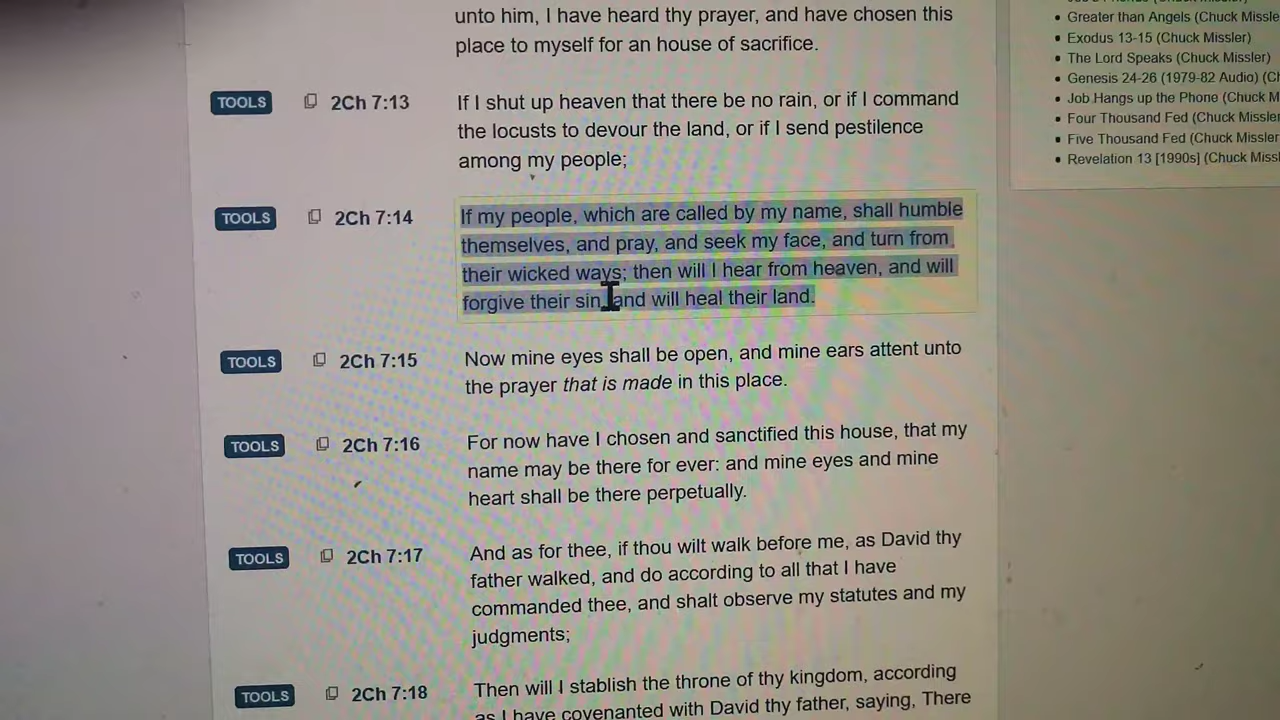 unto him, I have heard thy prayer, and have chosen this
place to myself for an house of sacrifice.
TOOLS 2Ch 7:13 If I shut up heaven that there be no rain, or if I command
the locusts to devour the land, or if I send pestilence
among my people;
TOOLS 2Ch 7:14 If my people, which are called by my name, shall humble
themselves, and pray, and seek my face, and turn from
their wicked ways; then will I hear from heaven, and will
forgive their sin, and will heal their land.
TOOLS 2Ch 7:15 Now mine eyes shall be open, and mine ears attent unto
the prayer that is made in this place.
TOOLS 2Ch 7:16 For now have I chosen and sanctified this house, that my
name may be there for ever: and mine eyes and mine
heart shall be there perpetually.
TOOLS 2Ch 7:17 And as for thee, if thou wilt walk before me, as David thy
father walked, and do according to all that I have
commanded thee, and shalt observe my statutes and my
judgments;
TOOLS 2Ch 7:18 Then will I stablish the throne of thy kingdom, according
as I have covenanted with David thy father, saying, There
Greater than Angels (Chuck Missle
Exodus 13-15 (Chuck Missler)
The Lord Speaks (Chuck Missler)
Genesis 24-26 (1979-82 Audio) (Ch
Job Hangs up the Phone (Chuck M
Four Thousand Fed (Chuck Missler
Five Thousand Fed (Chuck Missler
Revelation 13 [1990s] (Chuck Missl